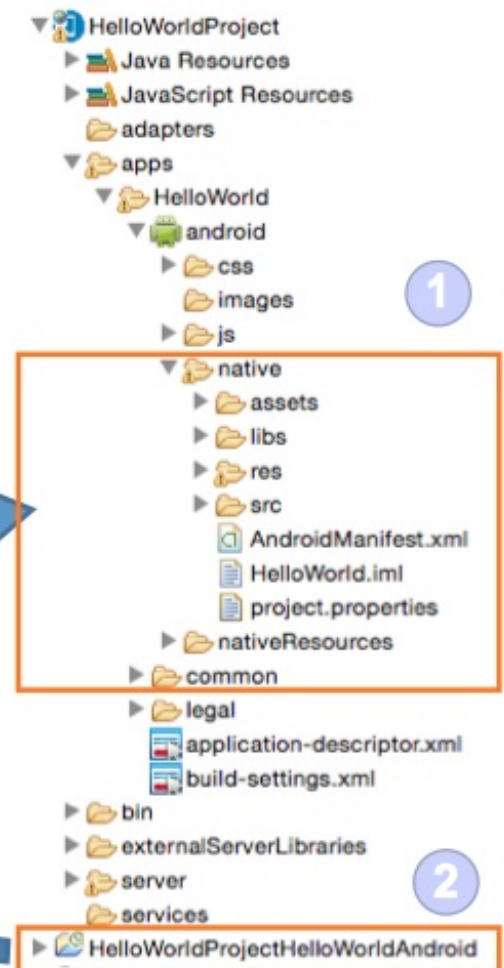 HelloWorldProject
Java Resources
JavaScript Resources
adapters
apps
HelloWorld
android
css
images
1
js
native
assets
libs
res
src
AndroidManifest.xml
HelloWorld.iml
project.properties
nativeResources
common
legal
application-descriptor.xml
build-settings.xml
bin
externalServerLibraries
server
2
services
HelloWorldProjectHelloWorldAndroid